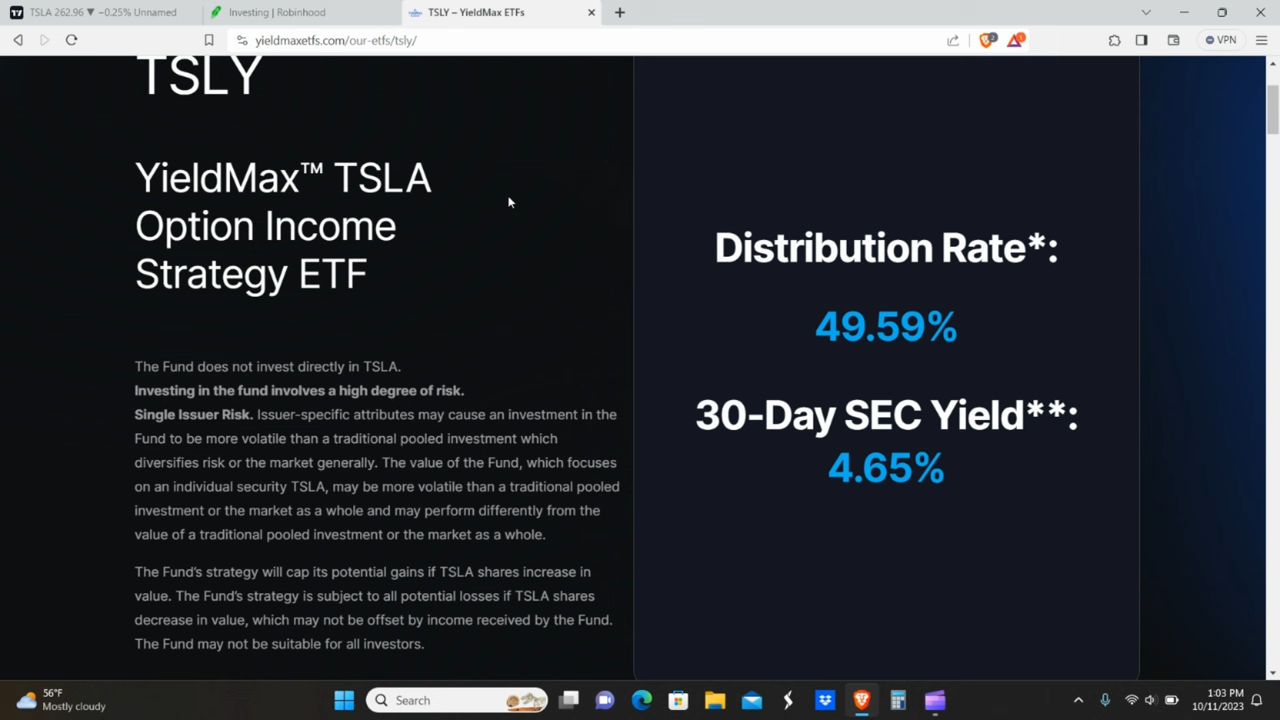 TSLA 262.96 ▼ −0.25% Unnamed
Investing | Robinhood
TSLY – YieldMax ETFs
yieldmaxetfs.com/our-etfs/tsly/
VPN
TSLY
YieldMax™ TSLA
Option Income
Strategy ETF
The Fund does not invest directly in TSLA.
Investing in the fund involves a high degree of risk.
Single Issuer Risk. Issuer-specific attributes may cause an investment in the
Fund to be more volatile than a traditional pooled investment which
diversifies risk or the market generally. The value of the Fund, which focuses
on an individual security TSLA, may be more volatile than a traditional pooled
investment or the market as a whole and may perform differently from the
value of a traditional pooled investment or the market as a whole.
The Fund's strategy will cap its potential gains if TSLA shares increase in
value. The Fund's strategy is subject to all potential losses if TSLA shares
decrease in value, which may not be offset by income received by the Fund.
The Fund may not be suitable for all investors.
Distribution Rate*:
49.59%
30-Day SEC Yield**:
4.65%
56°F
Mostly cloudy
Search
1:03 PM
10/11/2023